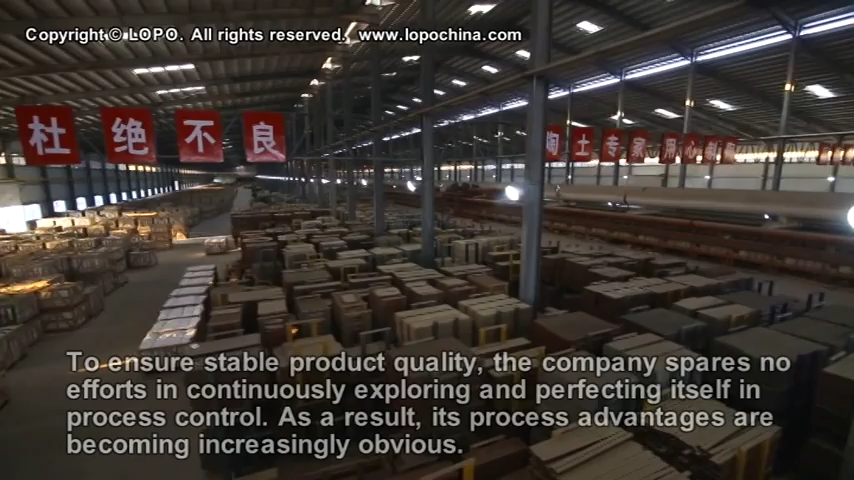 Copyright © LOPO. All rights reserved., www.lopochina.com
杜绝不良
陶土专家用心
To ensure stable product quality, the company spares no
efforts in continuously exploring and perfecting itself in
process control. As a result, its process advantages are
becoming increasingly obvious.